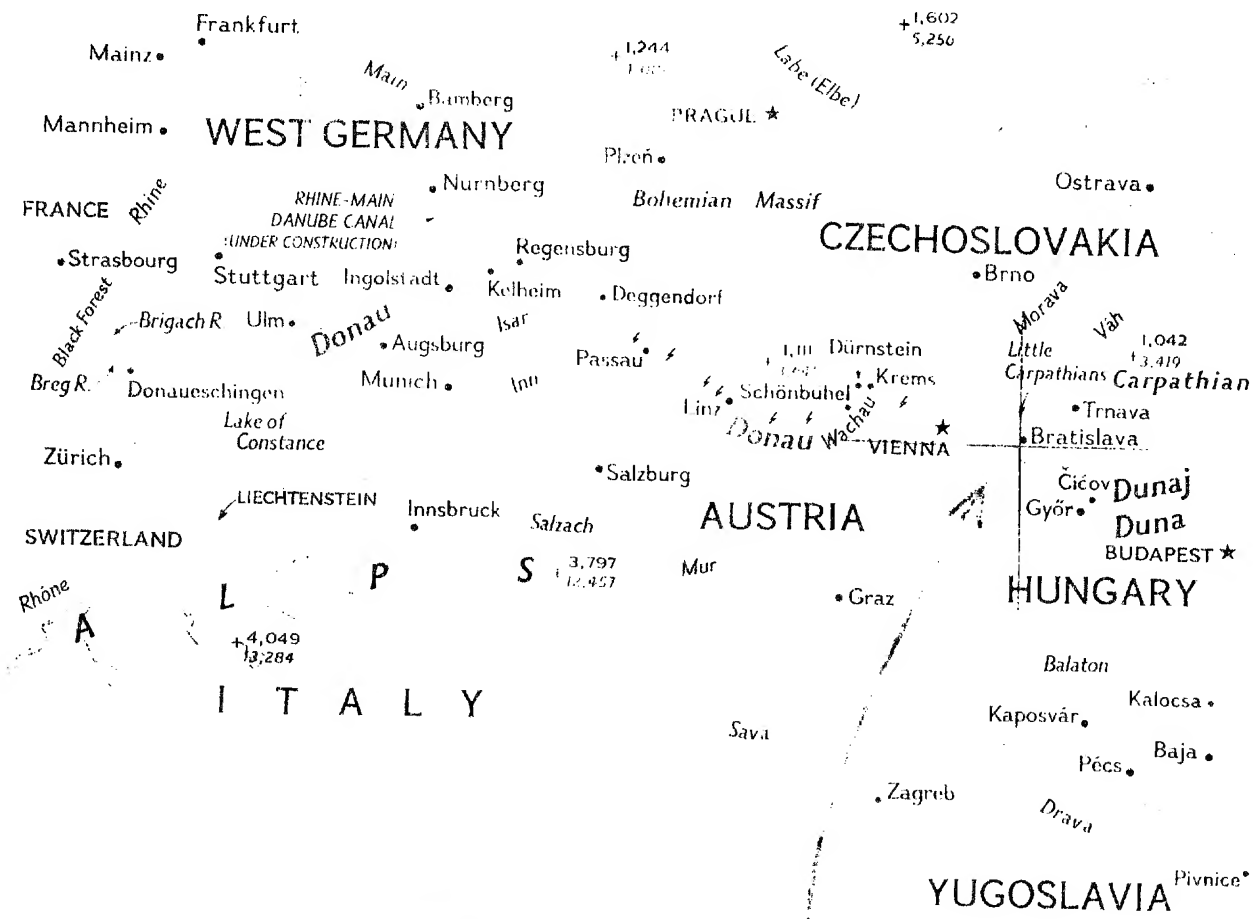 Frankfurt
Mainz
1,602
5,250
1,244
Labe (Elbe)
Main
Bamberg
PRAGUE
Mannheim
WEST GERMANY
Plzeň
Nurnberg
Ostrava
RHINE-MAIN
DANUBE CANAL
(UNDER CONSTRUCTION)
Bohemian Massif
FRANCE
Rhine
CZECHOSLOVAKIA
Strasbourg
Stuttgart
Ingolstadt
Regensburg
Kelheim
Brno
Deggendorf
Black Forest
Brigach R.
Ulm
Donau
Isar
Morava
Váh
Augsburg
Passau
1,111
Dürnstein
Little
Carpathians
1,042
3,419
Carpathian
Breg R.
Donaueschingen
Munich
Inn
Linz
Schönbuhel
Krems
Trnava
Lake of
Constance
Donau
Wachau
VIENNA
Bratislava
Zürich
Salzburg
Čičov
Dunaj
LIECHTENSTEIN
Innsbruck
Salzach
AUSTRIA
Győr
Duna
SWITZERLAND
BUDAPEST
Rhône
A L P S
3,797
12,457
Mur
Graz
HUNGARY
4,049
13,284
Balaton
I T A L Y
Kalocsa
Kaposvár
Sava
Baja
Pécs
Zagreb
Drava
YUGOSLAVIA
Pivnice